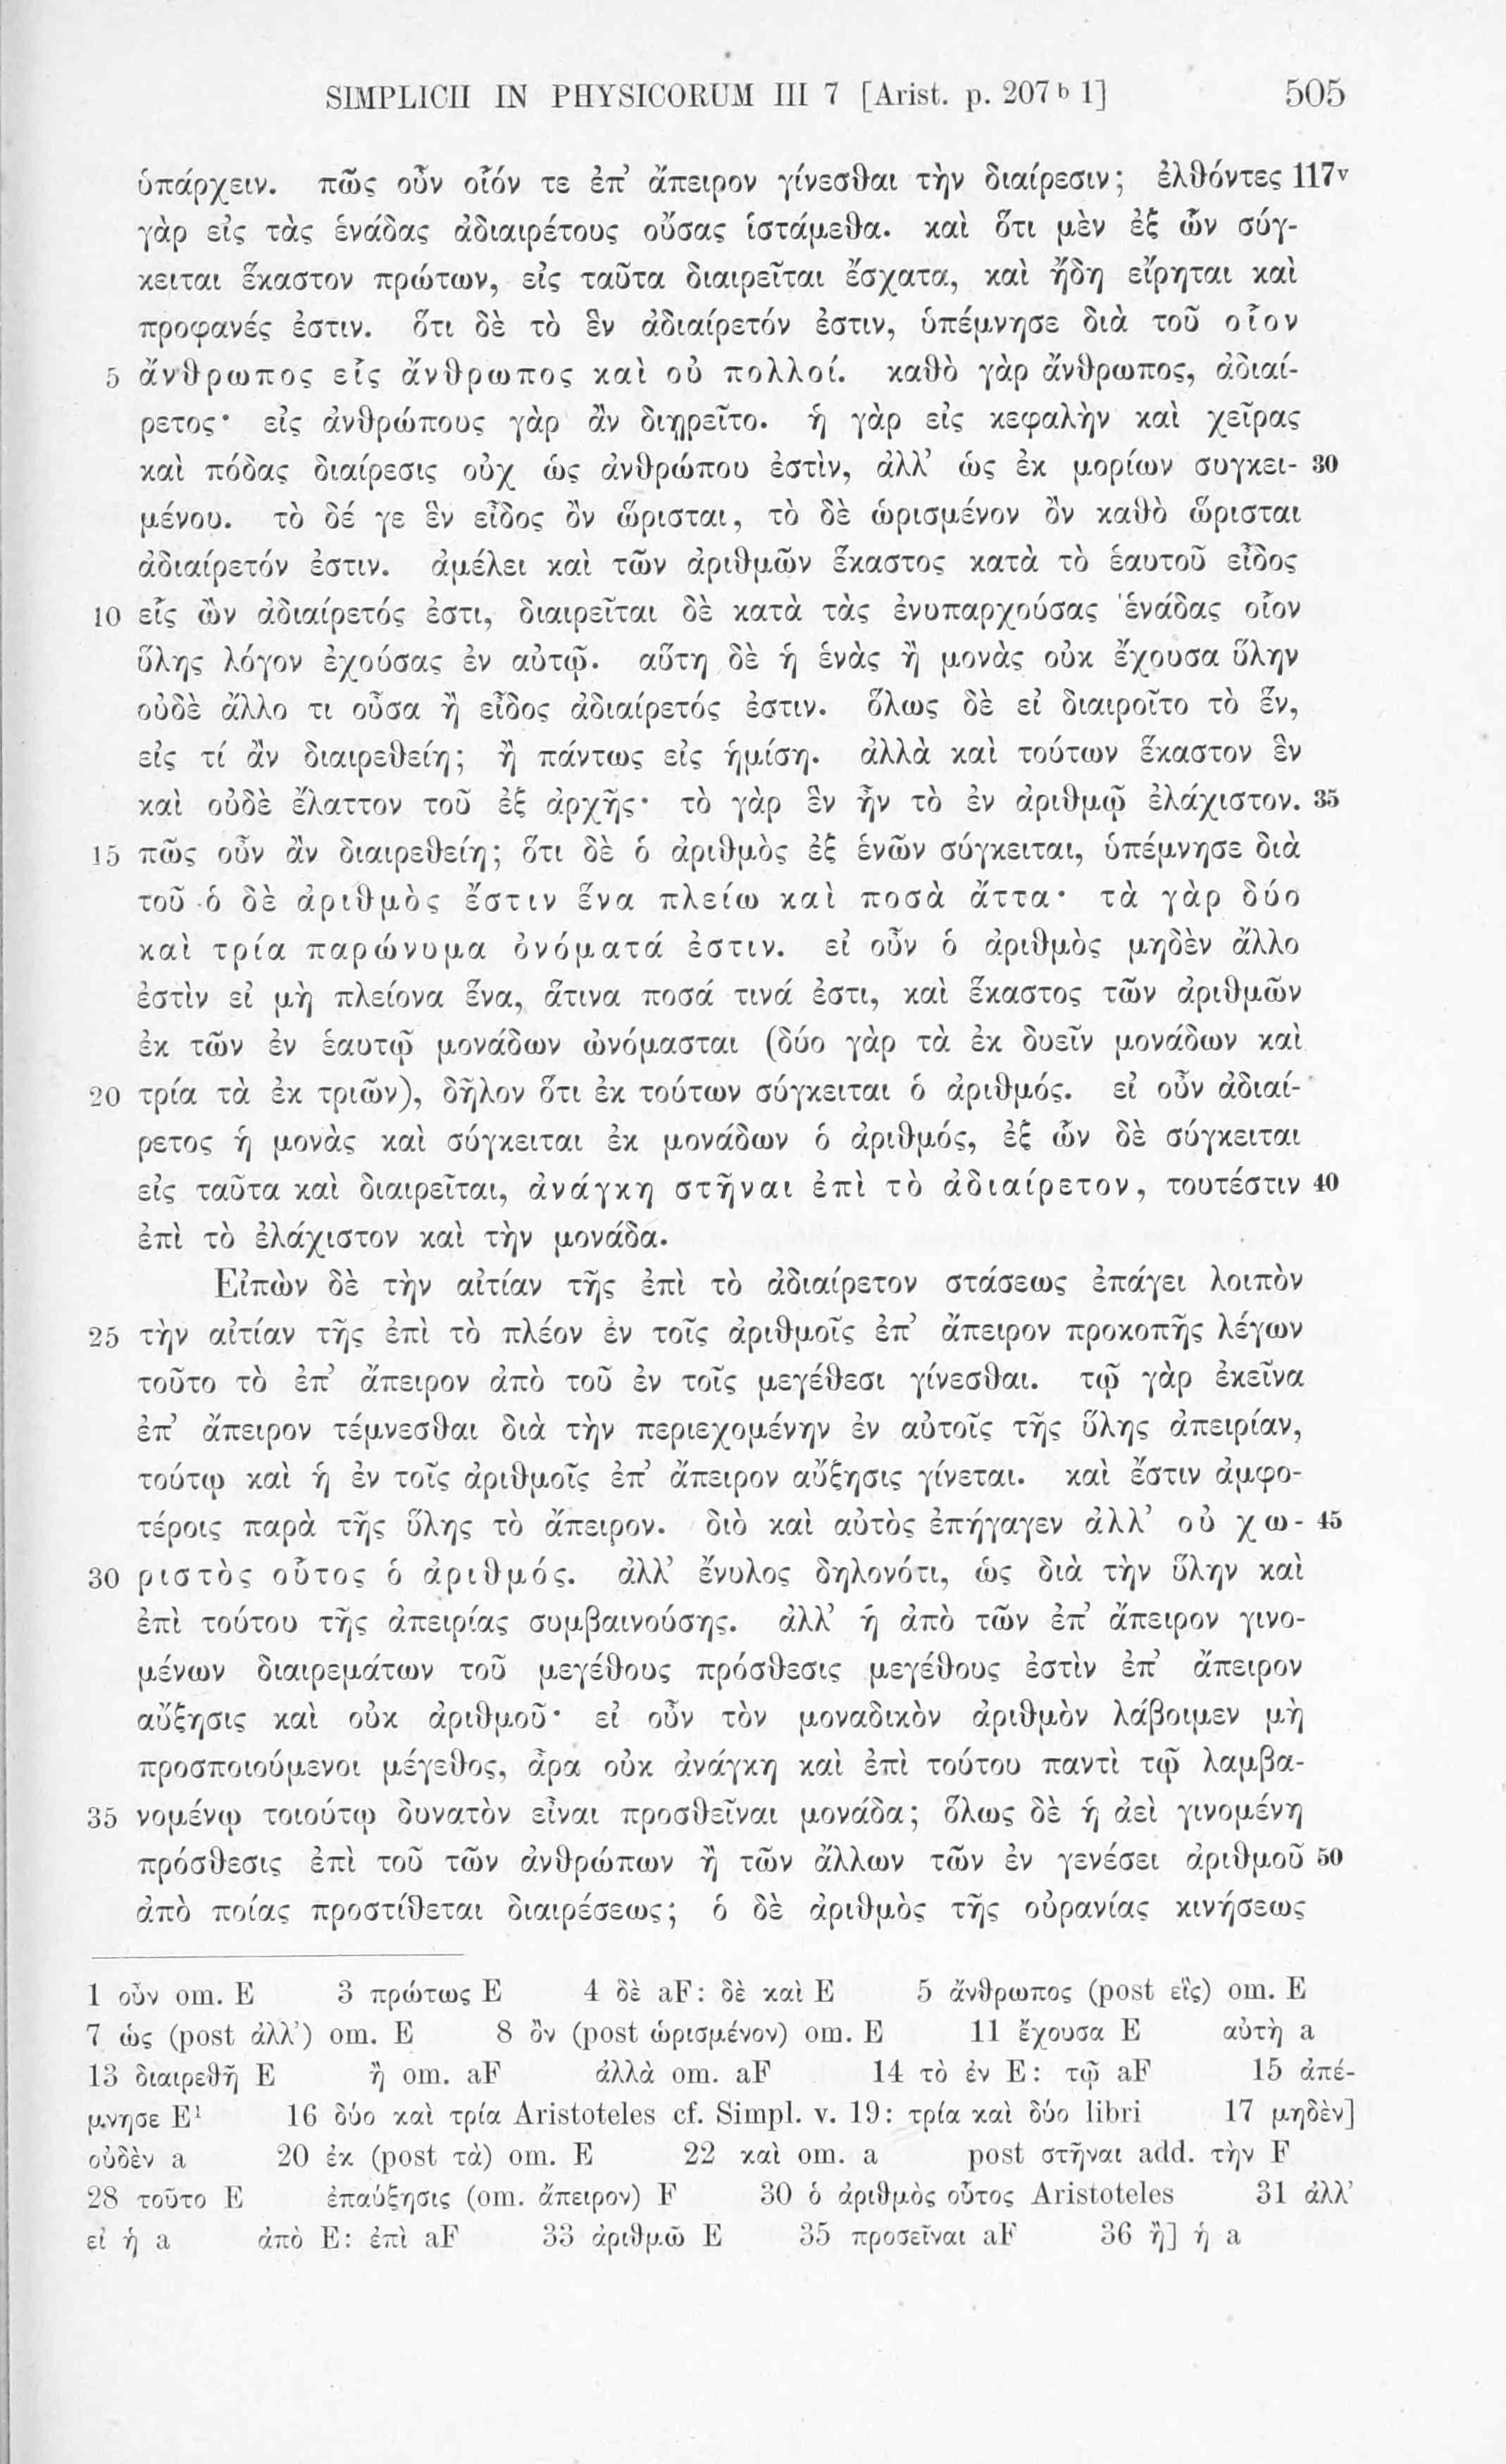 SIMPLICII IN PHYSICORUM III 7 [Arist. p. 207 b 1] 505
ὑπάρχειν. πῶς οὖν οἷόν τε ἐπ’ ἄπειρον γίνεσθαι τὴν διαίρεσιν; ἐλθόντες 117v
γὰρ εἰς τὰς ἑνάδας ἀδιαιρέτους οὔσας ἱστάμεθα. καὶ ὅτι μὲν ἐξ ὧν σύγ-
κειται ἕκαστον πρώτων, εἰς ταῦτα διαιρεῖται ἔσχατα, καὶ ἤδη εἴρηται καὶ
προφανές ἐστιν. ὅτι δὲ τὸ ἓν ἀδιαίρετόν ἐστιν, ὑπέμνησε διὰ τοῦ οἷον
5 ἄνθρωπος εἷς ἄνθρωπος καὶ οὐ πολλοί. καθὸ γὰρ ἄνθρωπος, ἀδιαί-
ρετος· εἰς ἀνθρώπους γὰρ ἂν διῃρεῖτο. ἡ γὰρ εἰς κεφαλὴν καὶ χεῖρας
καὶ πόδας διαίρεσις οὐχ ὡς ἀνθρώπου ἐστὶν, ἀλλ’ ὡς ἐκ μορίων συγκει- 30
μένου. τὸ δέ γε ἓν εἶδος ὂν ὥρισται, τὸ δὲ ὡρισμένον ὂν καθὸ ὥρισται
ἀδιαίρετόν ἐστιν. ἀμέλει καὶ τῶν ἀριθμῶν ἕκαστος κατὰ τὸ ἑαυτοῦ εἶδος
10 εἷς ὢν ἀδιαίρετός ἐστι, διαιρεῖται δὲ κατὰ τὰς ἐνυπαρχούσας ἑνάδας οἷον
ὕλης λόγον ἐχούσας ἐν αὐτῷ. αὕτη δὲ ἡ ἑνὰς ἢ μονὰς οὐκ ἔχουσα ὕλην
οὐδὲ ἄλλο τι οὖσα ἢ εἶδος ἀδιαίρετός ἐστιν. ὅλως δὲ εἰ διαιροῖτο τὸ ἕν,
εἰς τί ἂν διαιρεθείη; ἢ πάντως εἰς ἡμίση. ἀλλὰ καὶ τούτων ἕκαστον ἓν
καὶ οὐδὲ ἔλαττον τοῦ ἐξ ἀρχῆς· τὸ γὰρ ἓν ἦν τὸ ἐν ἀριθμῷ ἐλάχιστον. 35
15 πῶς οὖν ἂν διαιρεθείη; ὅτι δὲ ὁ ἀριθμὸς ἐξ ἑνῶν σύγκειται, ὑπέμνησε διὰ
τοῦ ὁ δὲ ἀριθμὸς ἔστιν ἕνα πλείω καὶ ποσὰ ἄττα· τὰ γὰρ δύο
καὶ τρία παρώνυμα ὀνόματά ἐστιν. εἰ οὖν ὁ ἀριθμὸς μηδὲν ἄλλο
ἐστὶν εἰ μὴ πλείονα ἕνα, ἅτινα ποσά τινά ἐστι, καὶ ἕκαστος τῶν ἀριθμῶν
ἐκ τῶν ἐν ἑαυτῷ μονάδων ὠνόμασται (δύο γὰρ τὰ ἐκ δυεῖν μονάδων καὶ
20 τρία τὰ ἐκ τριῶν), δῆλον ὅτι ἐκ τούτων σύγκειται ὁ ἀριθμός. εἰ οὖν ἀδιαί-
ρετος ἡ μονὰς καὶ σύγκειται ἐκ μονάδων ὁ ἀριθμός, ἐξ ὧν δὲ σύγκειται
εἰς ταῦτα καὶ διαιρεῖται, ἀνάγκη στῆναι ἐπὶ τὸ ἀδιαίρετον, τουτέστιν 40
ἐπὶ τὸ ἐλάχιστον καὶ τὴν μονάδα.
Εἰπὼν δὲ τὴν αἰτίαν τῆς ἐπὶ τὸ ἀδιαίρετον στάσεως ἐπάγει λοιπὸν
25 τὴν αἰτίαν τῆς ἐπὶ τὸ πλέον ἐν τοῖς ἀριθμοῖς ἐπ’ ἄπειρον προκοπῆς λέγων
τοῦτο τὸ ἐπ’ ἄπειρον ἀπὸ τοῦ ἐν τοῖς μεγέθεσι γίνεσθαι. τῷ γὰρ ἐκεῖνα
ἐπ’ ἄπειρον τέμνεσθαι διὰ τὴν περιεχομένην ἐν αὐτοῖς τῆς ὕλης ἀπειρίαν,
τούτῳ καὶ ἡ ἐν τοῖς ἀριθμοῖς ἐπ’ ἄπειρον αὔξησις γίνεται. καὶ ἔστιν ἀμφο-
τέροις παρὰ τῆς ὕλης τὸ ἄπειρον. διὸ καὶ αὐτὸς ἐπήγαγεν ἀλλ’ οὐ χω- 45
30 ριστὸς οὗτος ὁ ἀριθμός. ἀλλ’ ἔνυλος δηλονότι, ὡς διὰ τὴν ὕλην καὶ
ἐπὶ τούτου τῆς ἀπειρίας συμβαινούσης. ἀλλ’ ἡ ἀπὸ τῶν ἐπ’ ἄπειρον γινο-
μένων διαιρεμάτων τοῦ μεγέθους πρόσθεσις μεγέθους ἐστὶν ἐπ’ ἄπειρον
αὔξησις καὶ οὐκ ἀριθμοῦ· εἰ οὖν τὸν μοναδικὸν ἀριθμὸν λάβοιμεν μὴ
προσποιούμενοι μέγεθος, ἆρα οὐκ ἀνάγκη καὶ ἐπὶ τούτου παντὶ τῷ λαμβα-
35 νομένῳ τοιούτῳ δυνατὸν εἶναι προσθεῖναι μονάδα; ὅλως δὲ ἡ ἀεὶ γινομένη
πρόσθεσις ἐπὶ τοῦ τῶν ἀνθρώπων ἢ τῶν ἄλλων τῶν ἐν γενέσει ἀριθμοῦ 50
ἀπὸ ποίας προστίθεται διαιρέσεως; ὁ δὲ ἀριθμὸς τῆς οὐρανίας κινήσεως
1 οὖν om. E 3 πρώτως E 4 δὲ aF: δὲ καὶ E 5 ἄνθρωπος (post εἷς) om. E
7 ὡς (post ἀλλ’) om. E 8 ὂν (post ὡρισμένον) om. E 11 ἔχουσα E αὐτὴ a
13 διαιρεθῆ E ἢ om. aF ἀλλὰ om. aF 14 τὸ ἐν E: τῷ aF 15 ἀπέ-
μνησε E¹ 16 δύο καὶ τρία Aristoteles cf. Simpl. v. 19: τρία καὶ δύο libri 17 μηδὲν]
οὐδὲν a 20 ἐκ (post τὰ) om. E 22 καὶ om. a post στῆναι add. τὴν F
28 τοῦτο E ἐπαύξησις (om. ἄπειρον) F 30 ὁ ἀριθμὸς οὗτος Aristoteles 31 ἀλλ’
εἰ ἡ a ἀπὸ E: ἐπὶ aF 33 ἀριθμῶ E 35 προσεῖναι aF 36 ἢ] ἡ a